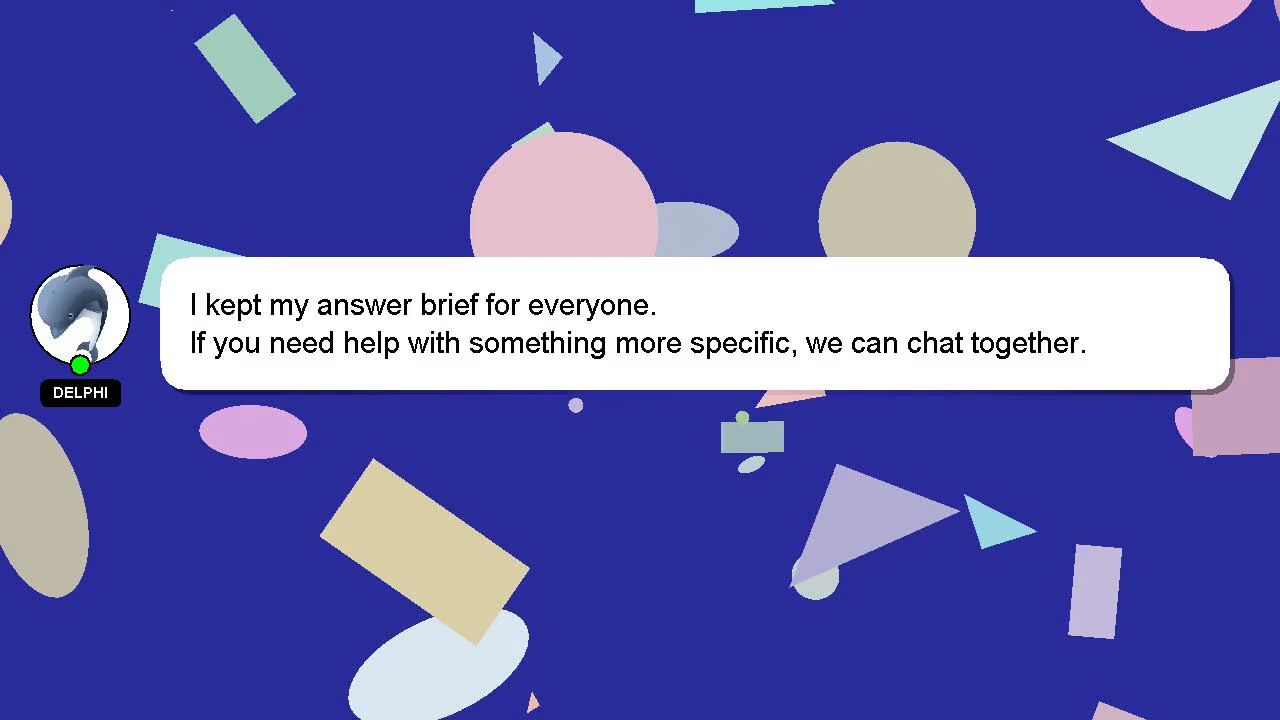 I kept my answer brief for everyone.
If you need help with something more specific, we can chat together.
DELPHI